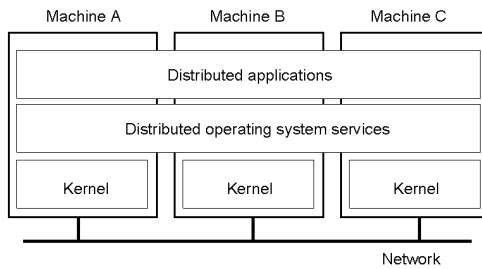 Machine A
Machine B
Machine C
Distributed applications
Distributed operating system services
Kernel
Kernel
Kernel
Network